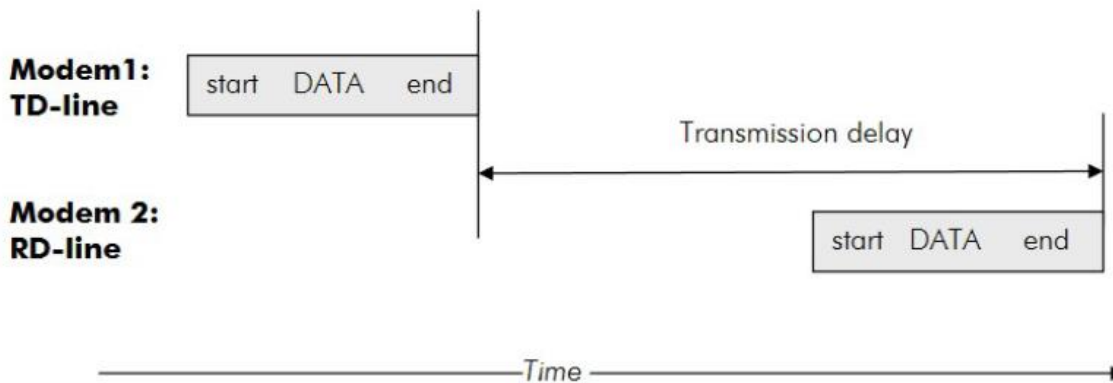 Modem1:
TD-line
start DATA end
Transmission delay
Modem 2:
RD-line
start DATA end
Time